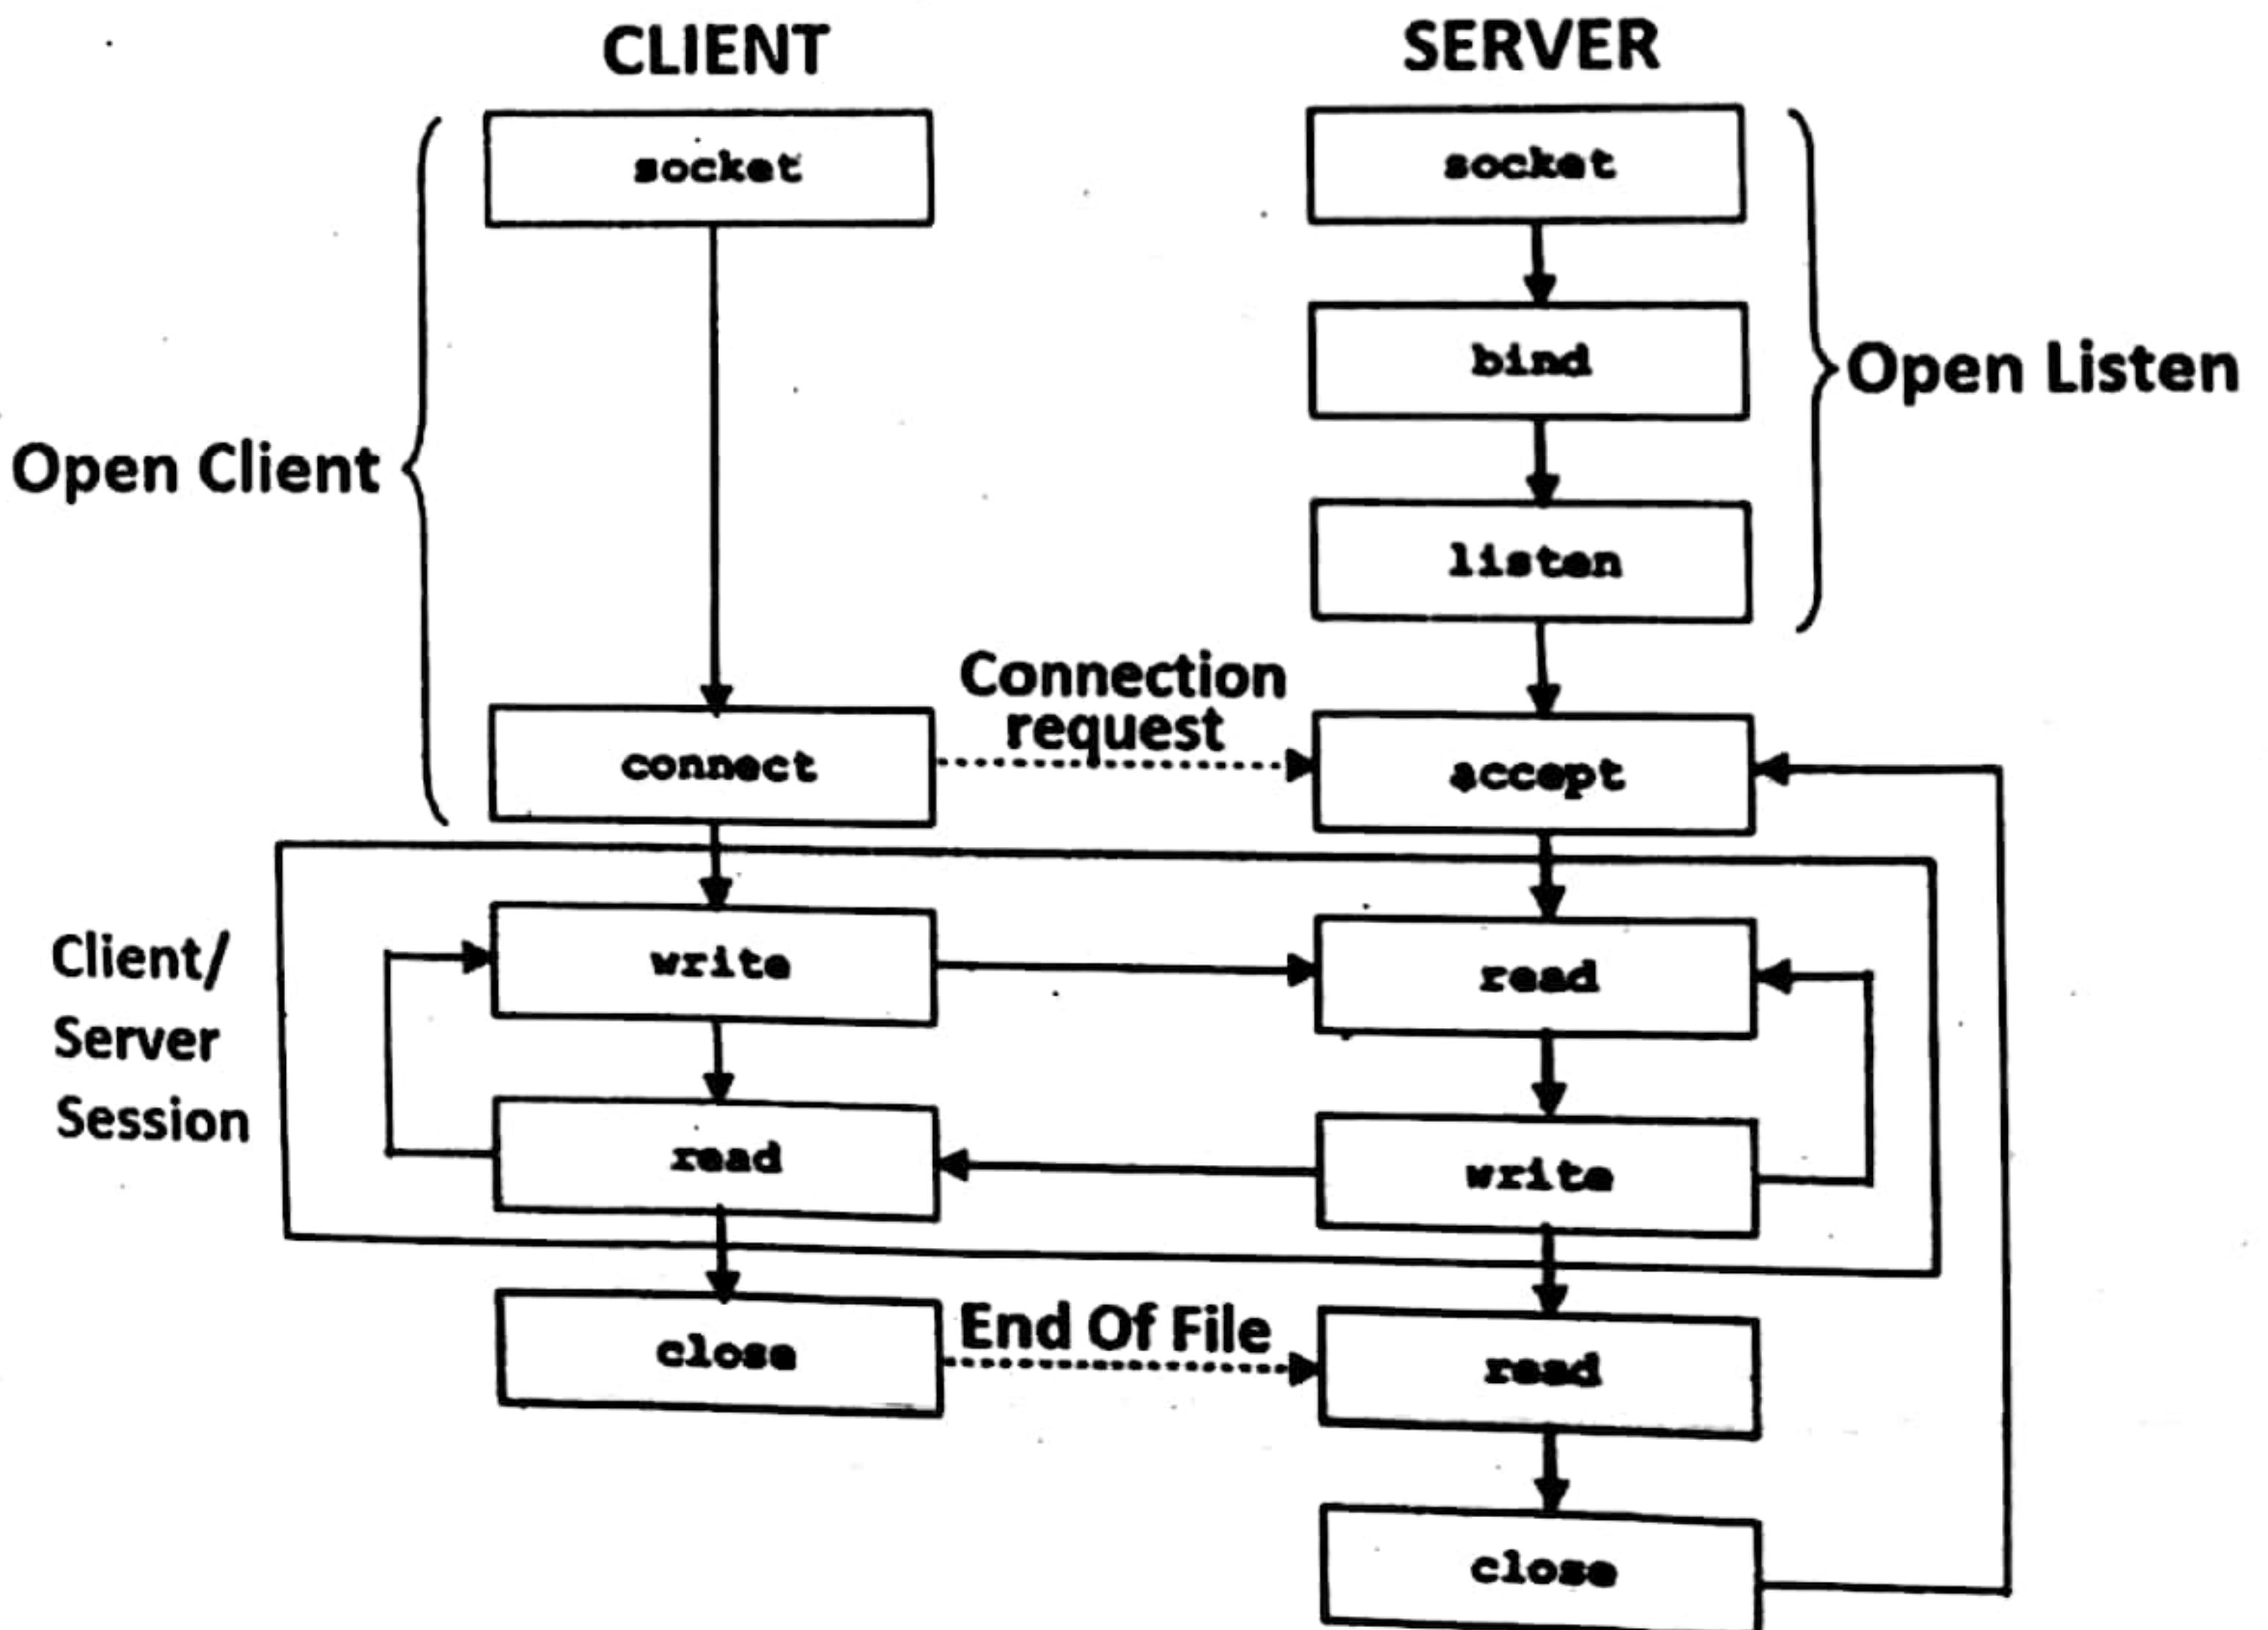 CLIENT
SERVER
socket
socket
bind
Open Listen
Open Client
listen
Connection
request
connect
accept
Client/
Server
Session
write
read
read
write
End Of File
close
read
close